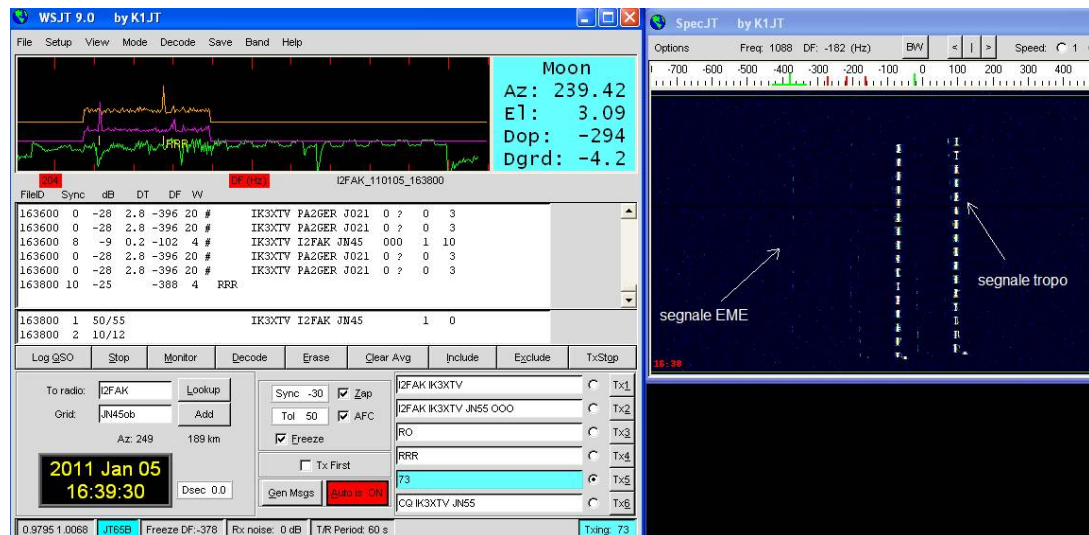 WSJT 9.0 by K1JT
File Setup View Mode Decode Save Band Help
Moon
Az: 239.42
El: 3.09
Dop: -294
Dgrd: -4.2
RRR
204 DF (Hz) I2FAK_110105_163800
FileID Sync dB DT DF W
163600 0 -28 2.8 -396 20 # IK3XTV PA2GER JO21 0 ? 0 3
163600 0 -28 2.8 -396 20 # IK3XTV PA2GER JO21 0 ? 0 3
163600 8 -9 0.2 -102 4 # IK3XTV I2FAK JN45 OOO 1 10
163600 0 -28 2.8 -396 20 # IK3XTV PA2GER JO21 0 ? 0 3
163600 0 -28 2.8 -396 20 # IK3XTV PA2GER JO21 0 ? 0 3
163800 10 -25 -388 4 RRR
163800 1 50/55 IK3XTV I2FAK JN45 1 0
163800 2 10/12
Log QSO Stop Monitor Decode Erase Clear Avg Include Exclude TxStop
To radio: I2FAK Lookup
Grid: JN45ob Add
Az: 249 189 km
2011 Jan 05
16:39:30
Dsec 0.0
Sync -30 Zap
Tol 50 AFC
Freeze
Tx First
Gen Msgs Auto is ON
I2FAK IK3XTV Tx1
I2FAK IK3XTV JN55 OOO Tx2
RO Tx3
RRR Tx4
73 Tx5
CQ IK3XTV JN55 Tx6
0.9795 1.0068 JT65B Freeze DF:-378 Rx noise: 0 dB T/R Period: 60 s Txing: 73
SpecJT by K1JT
Options Freq: 1088 DF: -182 (Hz) BW < | > Speed: 1
-700 -600 -500 -400 -300 -200 -100 0 100 200 300 400
segnale tropo
segnale EME
16:38